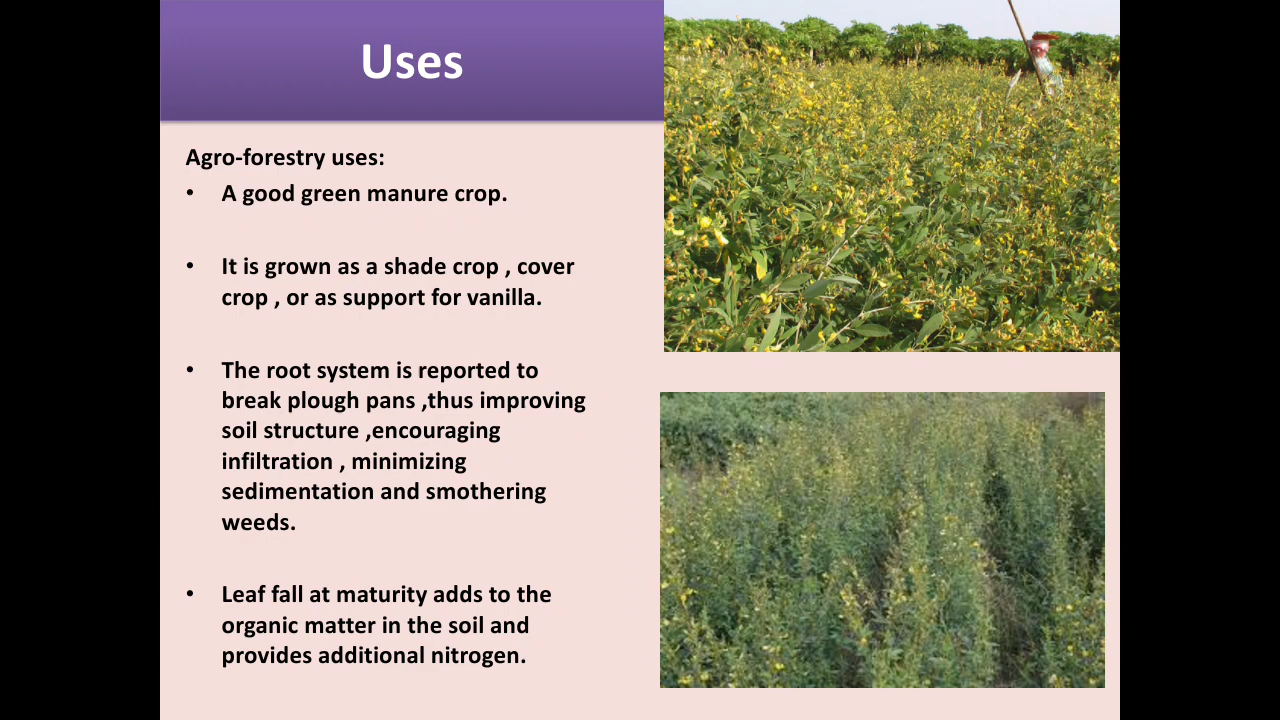 Uses
Agro-forestry uses:
• A good green manure crop.
• It is grown as a shade crop , cover
crop , or as support for vanilla.
• The root system is reported to
break plough pans ,thus improving
soil structure ,encouraging
infiltration , minimizing
sedimentation and smothering
weeds.
• Leaf fall at maturity adds to the
organic matter in the soil and
provides additional nitrogen.